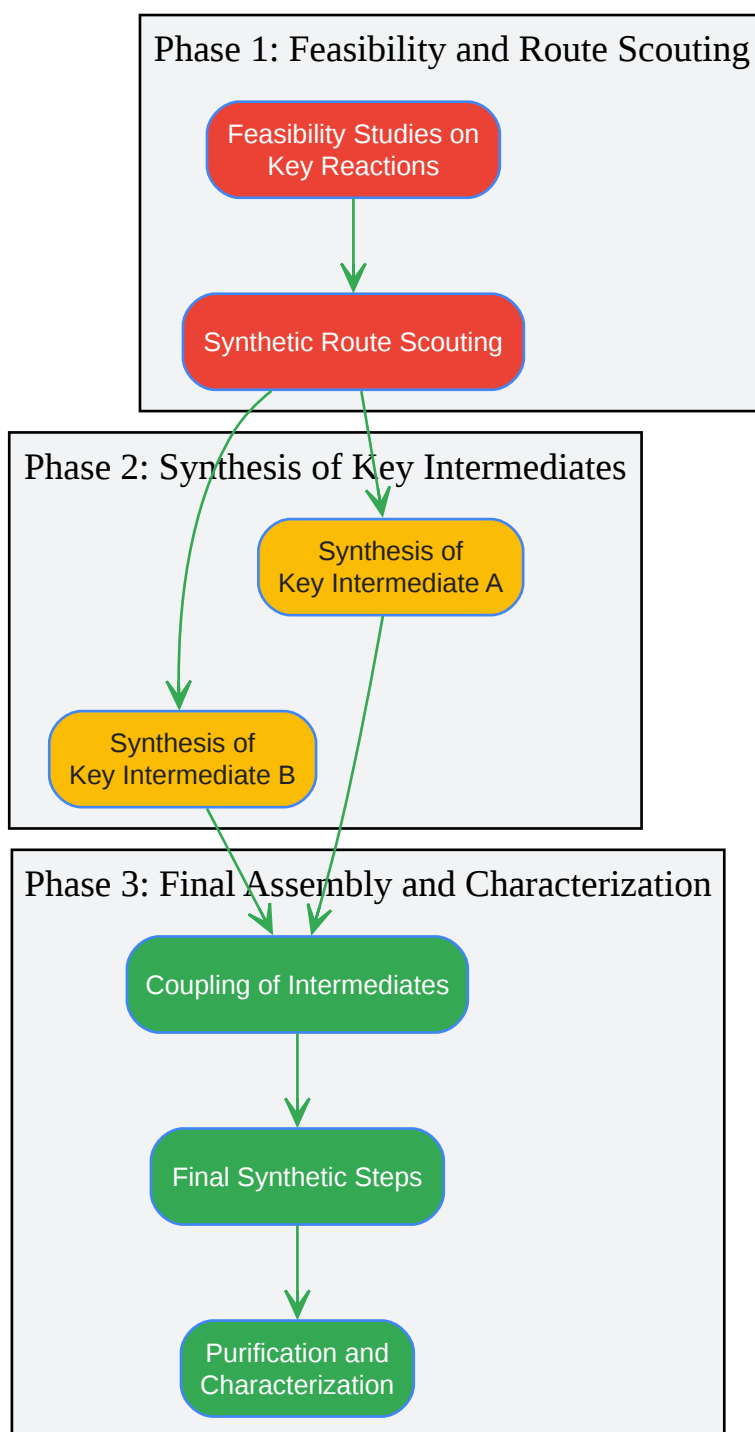 Phase 1: Feasibility and Route Scouting
Feasibility Studies on
Key Reactions
Synthetic Route Scouting
Phase 2: Synthesis of Key Intermediates
Synthesis of
Key Intermediate A
Synthesis of
Key Intermediate B
Phase 3: Final Assembly and Characterization
Coupling of Intermediates
Final Synthetic Steps
Purification and
Characterization